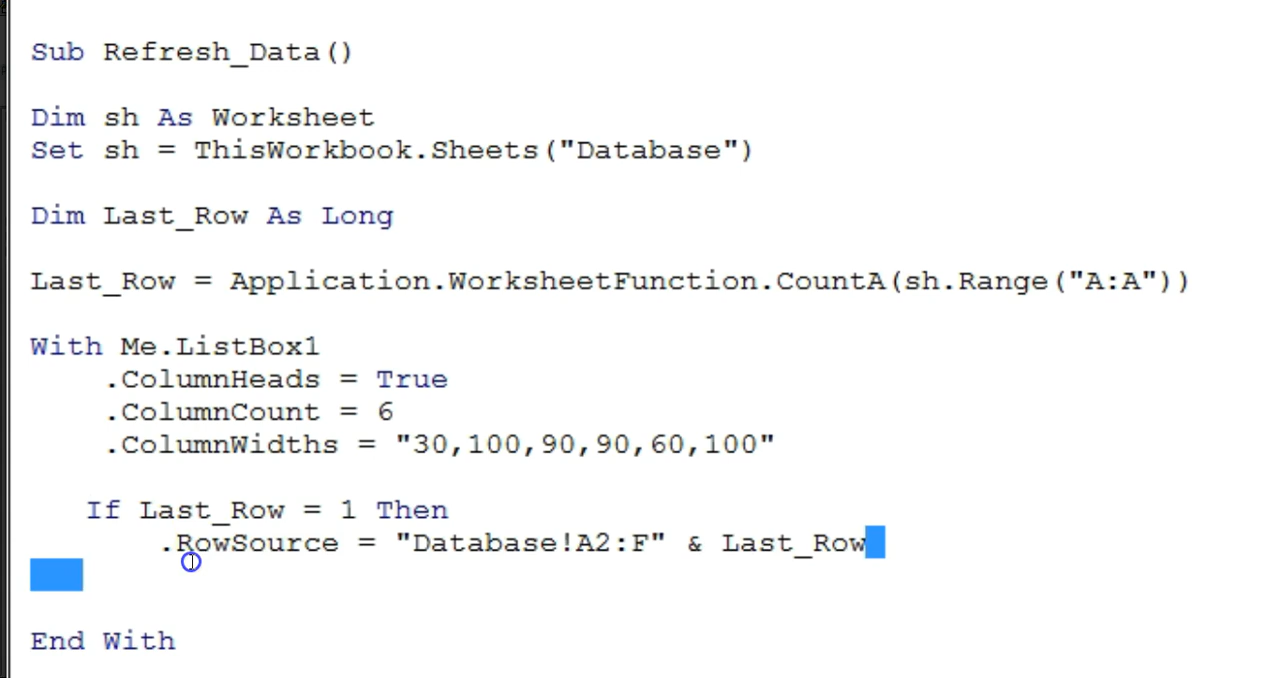 Sub Refresh_Data()
Dim sh As Worksheet
Set sh = ThisWorkbook.Sheets("Database")
Dim Last_Row As Long
Last_Row = Application.WorksheetFunction.CountA(sh.Range("A:A"))
With Me.ListBox1
.ColumnHeads = True
.ColumnCount = 6
.ColumnWidths = "30,100,90,90,60,100"
If Last_Row = 1 Then
.RowSource = "Database!A2:F" & Last_Row
End With